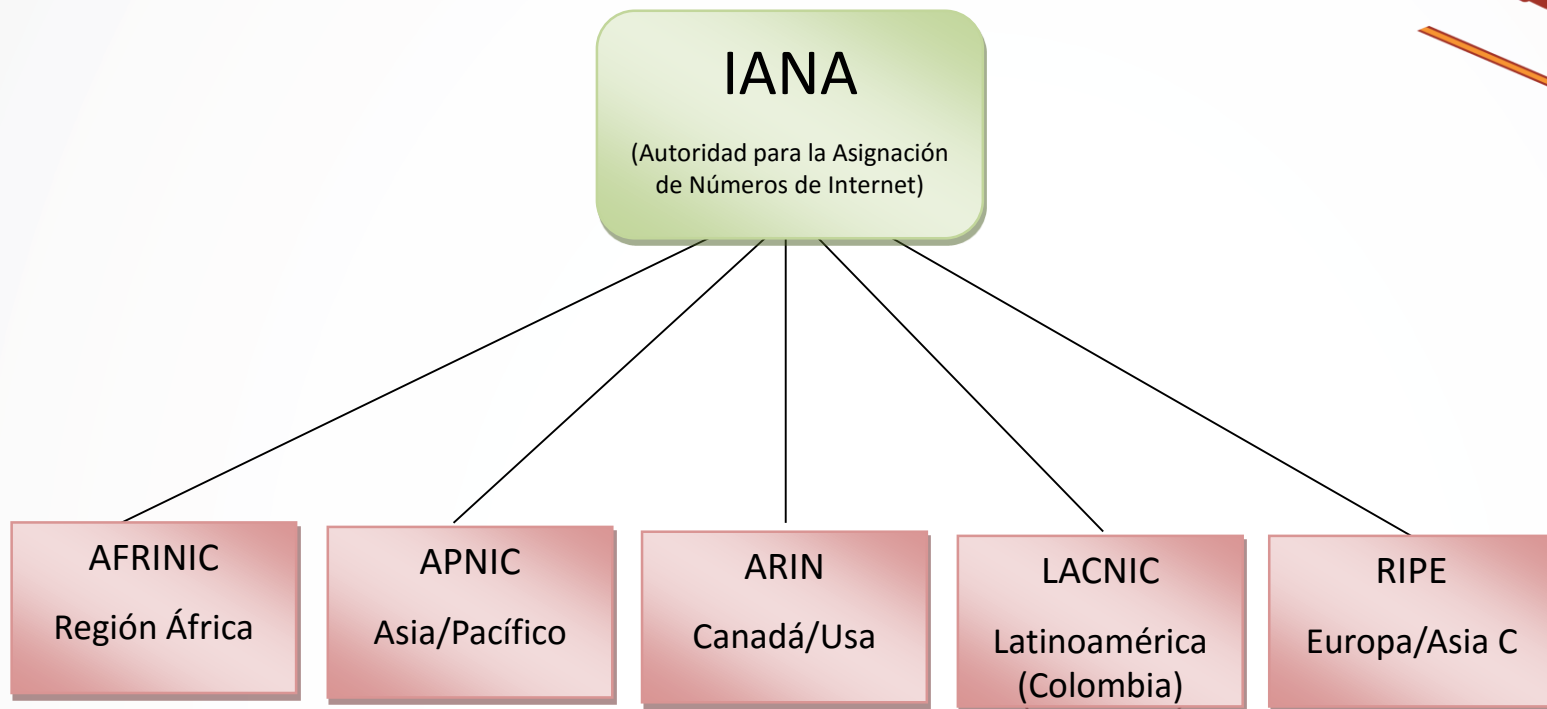 IANA
(Autoridad para la Asignación
de Números de Internet)
AFRINIC
Región África
APNIC
Asia/Pacífico
ARIN
Canadá/Usa
LACNIC
Latinoamérica
(Colombia)
RIPE
Europa/Asia C